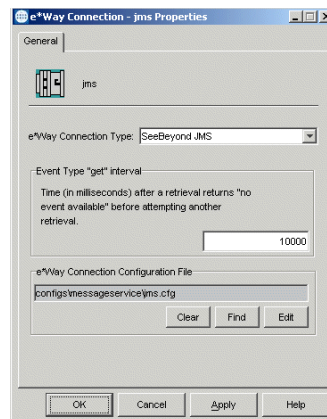 e*Way Connection - jms Properties
General
jms
e*Way Connection Type: SeeBeyond JMS
Event Type "get" interval
Time (in milliseconds) after a retrieval returns "no
event available" before attempting another
retrieval.
10000
e*Way Connection Configuration File
configs\messageservice\jms.cfg
Clear Find Edit
OK Cancel Apply Help